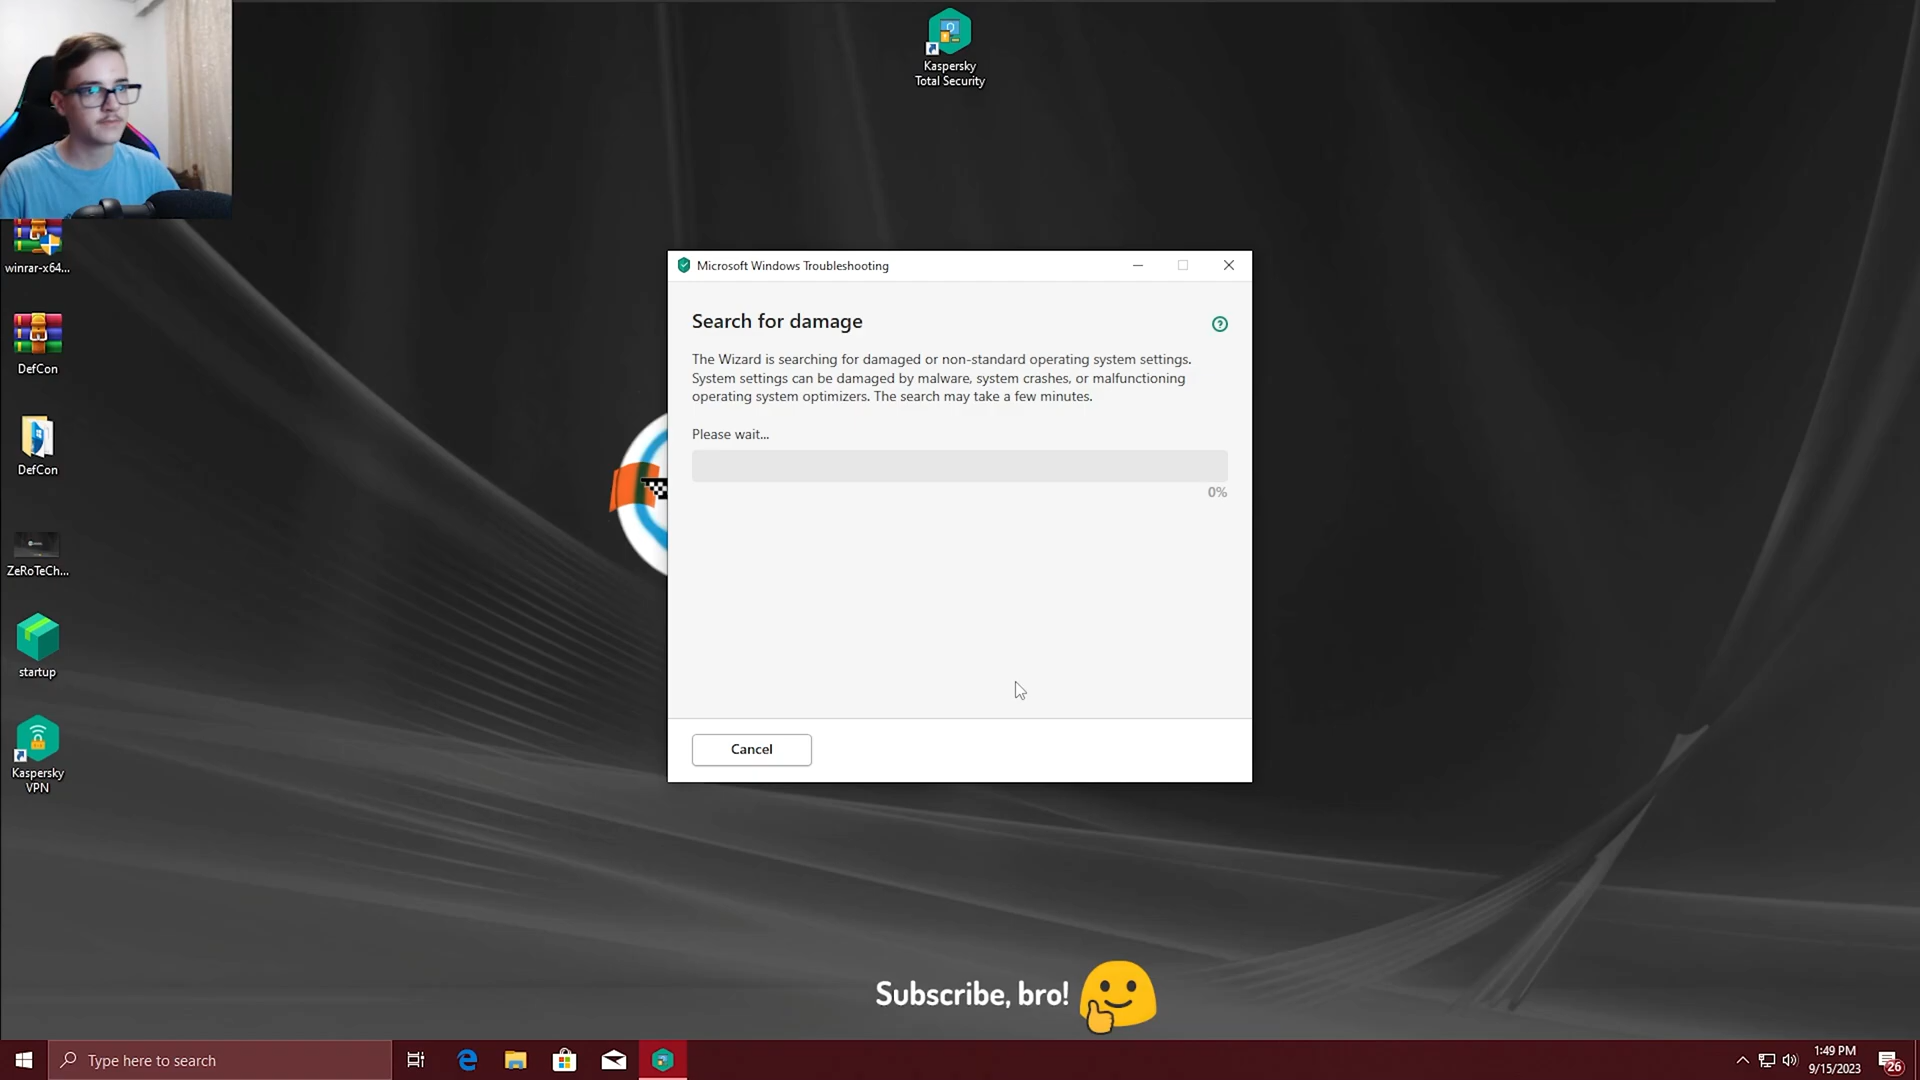 Kaspersky
Total Security
winrar-x64...
DefCon
DefCon
ZeRoTeCh...
startup
Kaspersky
VPN
Microsoft Windows Troubleshooting
Search for damage
The Wizard is searching for damaged or non-standard operating system settings.
System settings can be damaged by malware, system crashes, or malfunctioning
operating system optimizers. The search may take a few minutes.
Please wait...
0%
Cancel
Subscribe, bro!
Type here to search
1:49 PM
9/15/2023
26